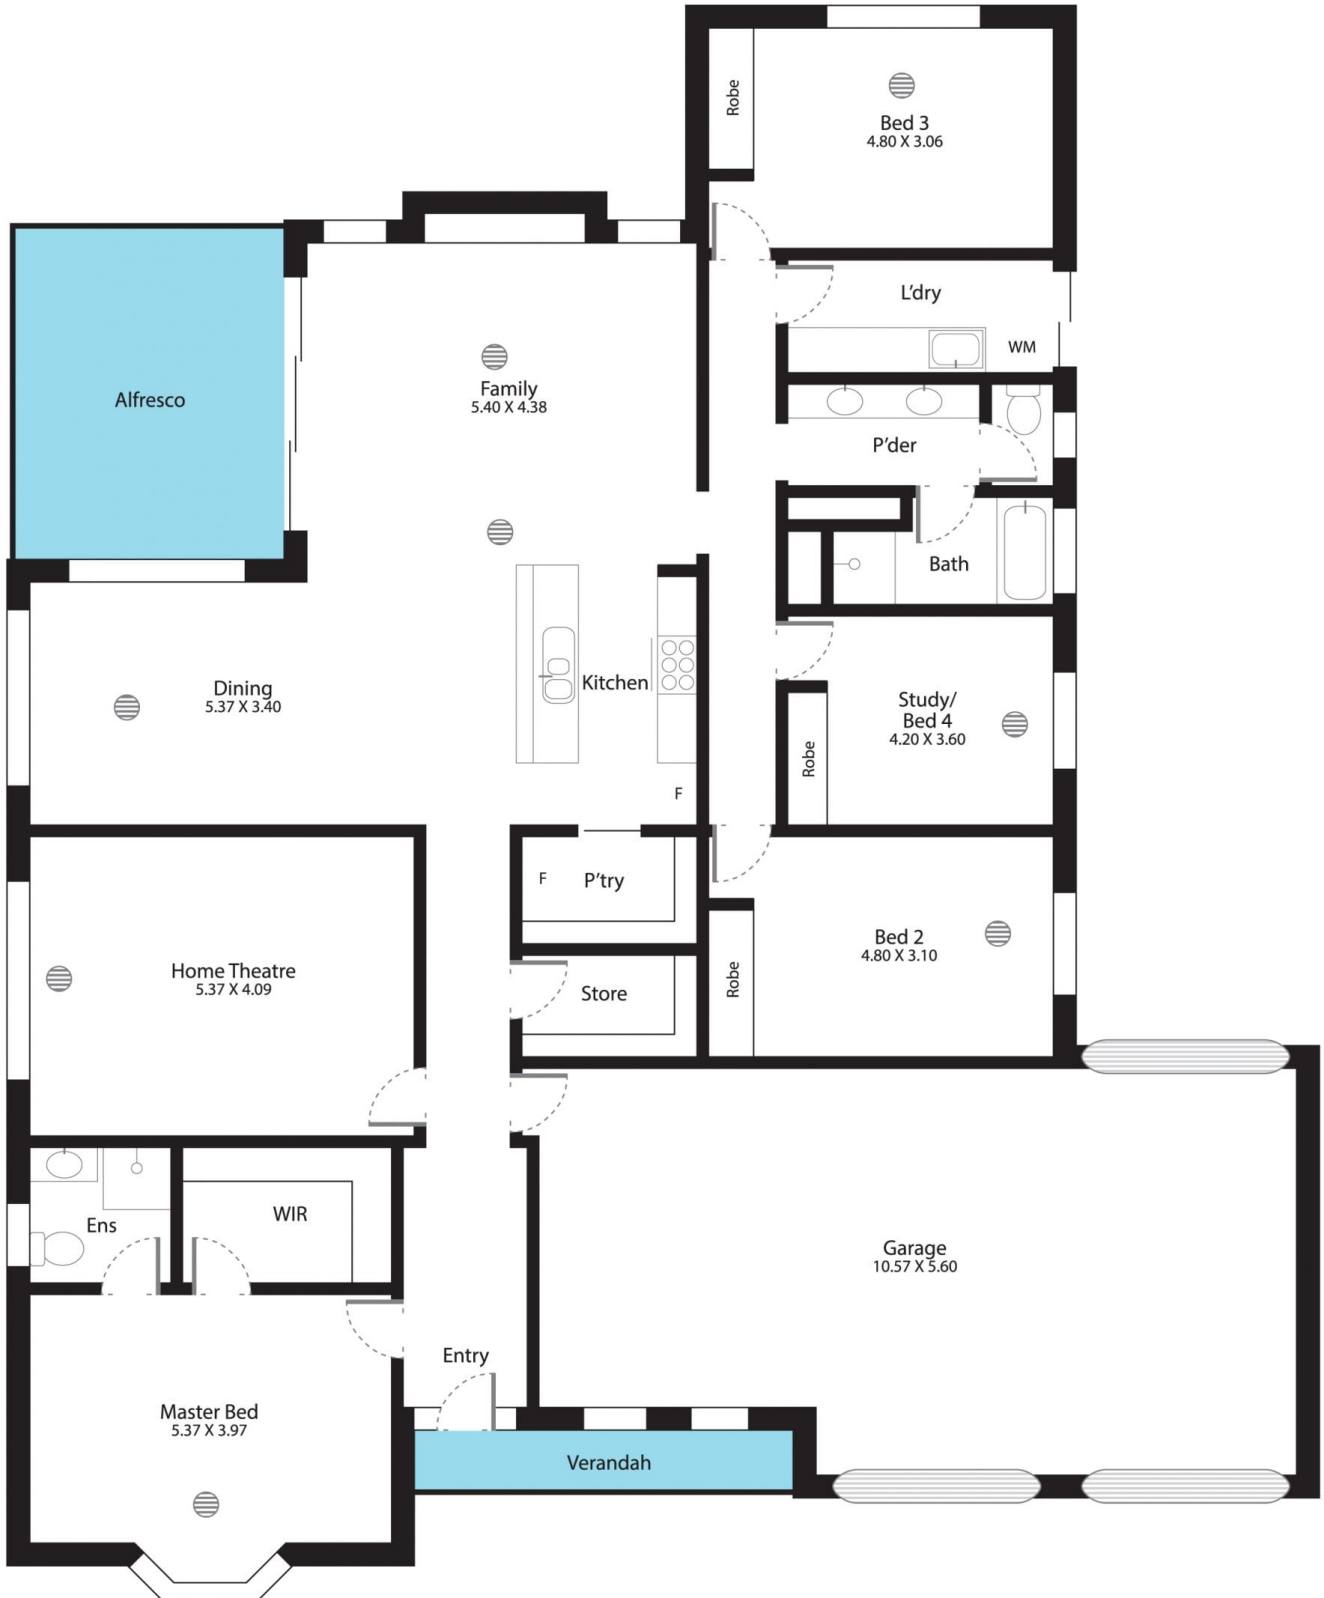 Robe
Bed 3
4.80 X 3.06
L'dry
WM
Alfresco
Family
5.40 X 4.38
P'der
Bath
Kitchen
Dining
5.37 X 3.40
Study/
Bed 4
4.20 X 3.60
Robe
F
F
P'try
Bed 2
4.80 X 3.10
Robe
Home Theatre
5.37 X 4.09
Store
Ens
WIR
Garage
10.57 X 5.60
Entry
Master Bed
5.37 X 3.97
Verandah